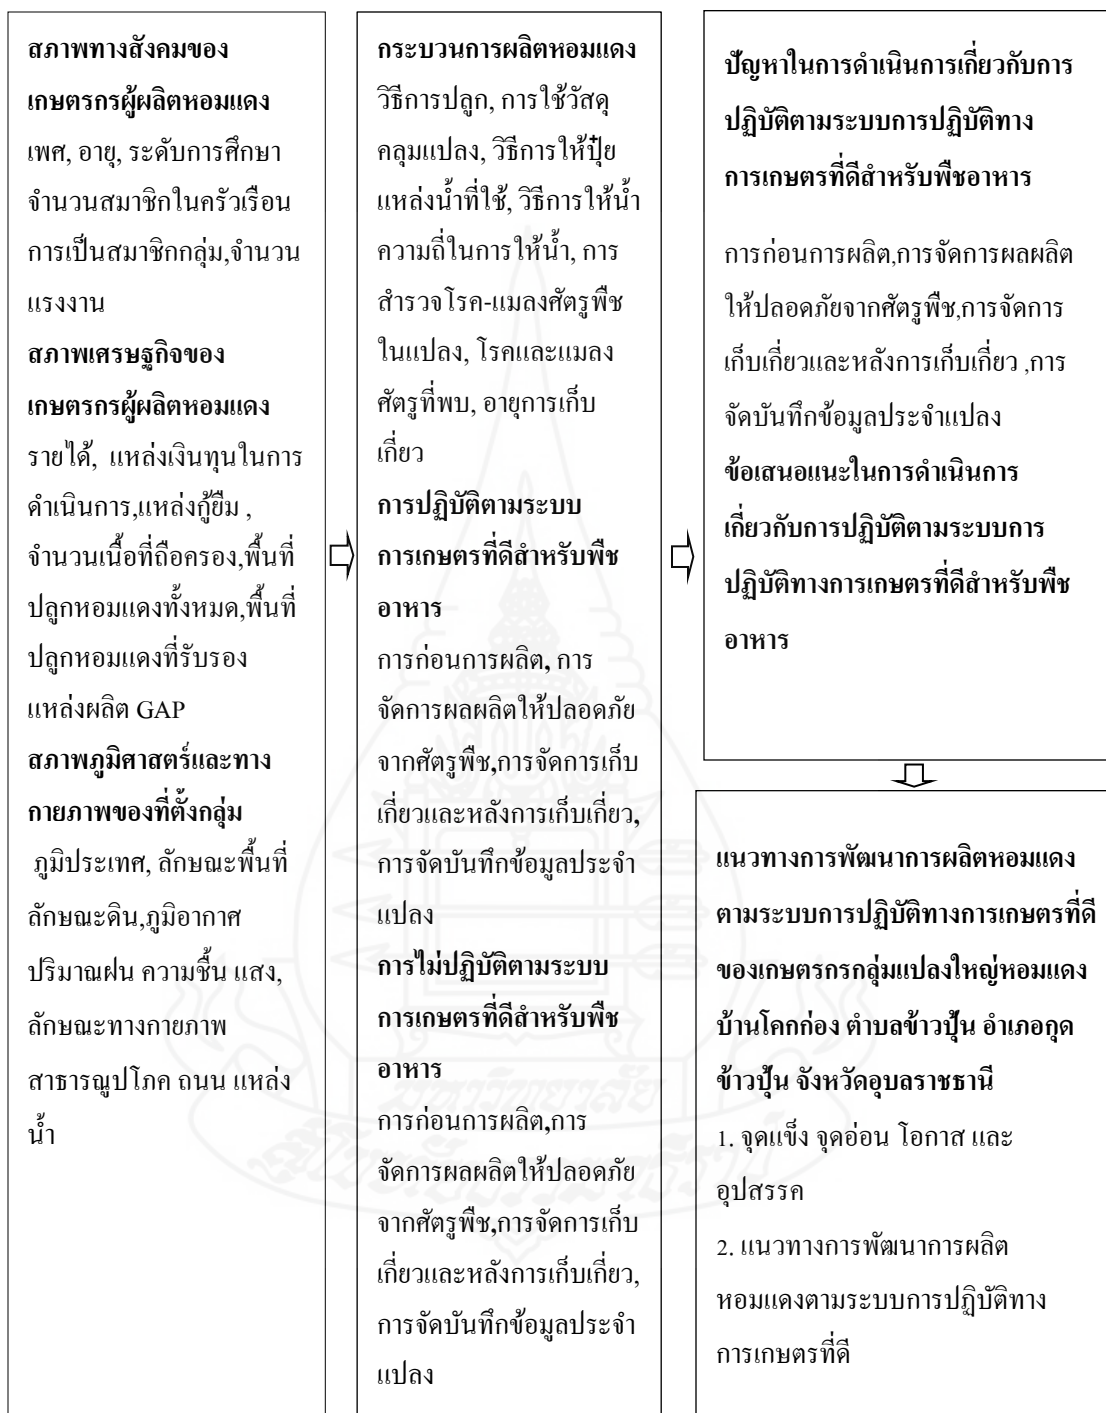 สภาพทางสังคมของ
เกษตรกรผู้ผลิตหอมแดง
เพศ, อายุ, ระดับการศึกษา
จำนวนสมาชิกในครัวเรือน
การเป็นสมาชิกกลุ่ม,จำนวน
แรงงาน
สภาพเศรษฐกิจของ
เกษตรกรผู้ผลิตหอมแดง
รายได้, แหล่งเงินทุนในการ
ดำเนินการ,แหล่งกู้ยืม ,
จำนวนเนื้อที่ถือครอง,พื้นที่
ปลูกหอมแดงทั้งหมด,พื้นที่
ปลูกหอมแดงที่รับรอง
แหล่งผลิต GAP
สภาพภูมิศาสตร์และทาง
กายภาพของที่ตั้งกลุ่ม
ภูมิประเทศ, ลักษณะพื้นที่
ลักษณะดิน,ภูมิอากาศ
ปริมาณฝน ความชื้น แสง,
ลักษณะทางกายภาพ
สาธารณูปโภค ถนน แหล่ง
น้ำ
กระบวนการผลิตหอมแดง
วิธีการปลูก, การใช้วัสดุ
คลุมแปลง, วิธีการให้ปุ๋ย
แหล่งน้ำที่ใช้, วิธีการให้น้ำ
ความถี่ในการให้น้ำ, การ
สำรวจโรค-แมลงศัตรูพืช
ในแปลง, โรคและแมลง
ศัตรูที่พบ, อายุการเก็บ
เกี่ยว
การปฏิบัติตามระบบ
การเกษตรที่ดีสำหรับพืช
อาหาร
การก่อนการผลิต, การ
จัดการผลผลิตให้ปลอดภัย
จากศัตรูพืช,การจัดการเก็บ
เกี่ยวและหลังการเก็บเกี่ยว,
การจัดบันทึกข้อมูลประจำ
แปลง
การไม่ปฏิบัติตามระบบ
การเกษตรที่ดีสำหรับพืช
อาหาร
การก่อนการผลิต,การ
จัดการผลผลิตให้ปลอดภัย
จากศัตรูพืช,การจัดการเก็บ
เกี่ยวและหลังการเก็บเกี่ยว,
การจัดบันทึกข้อมูลประจำ
แปลง
ปัญหาในการดำเนินการเกี่ยวกับการ
ปฏิบัติตามระบบการปฏิบัติทาง
การเกษตรที่ดีสำหรับพืชอาหาร
การก่อนการผลิต,การจัดการผลผลิต
ให้ปลอดภัยจากศัตรูพืช,การจัดการ
เก็บเกี่ยวและหลังการเก็บเกี่ยว ,การ
จัดบันทึกข้อมูลประจำแปลง
ข้อเสนอแนะในการดำเนินการ
เกี่ยวกับการปฏิบัติตามระบบการ
ปฏิบัติทางการเกษตรที่ดีสำหรับพืช
อาหาร
แนวทางการพัฒนาการผลิตหอมแดง
ตามระบบการปฏิบัติทางการเกษตรที่ดี
ของเกษตรกรกลุ่มแปลงใหญ่หอมแดง
บ้านโคกก่อง ตำบลข้าวปุ้น อำเภอกุด
ข้าวปุ้น จังหวัดอุบลราชธานี
1. จุดแข็ง จุดอ่อน โอกาส และ
อุปสรรค
2. แนวทางการพัฒนาการผลิต
หอมแดงตามระบบการปฏิบัติทาง
การเกษตรที่ดี
มหาวิทยาลัย
สุโขทัยธรรมาธิราช